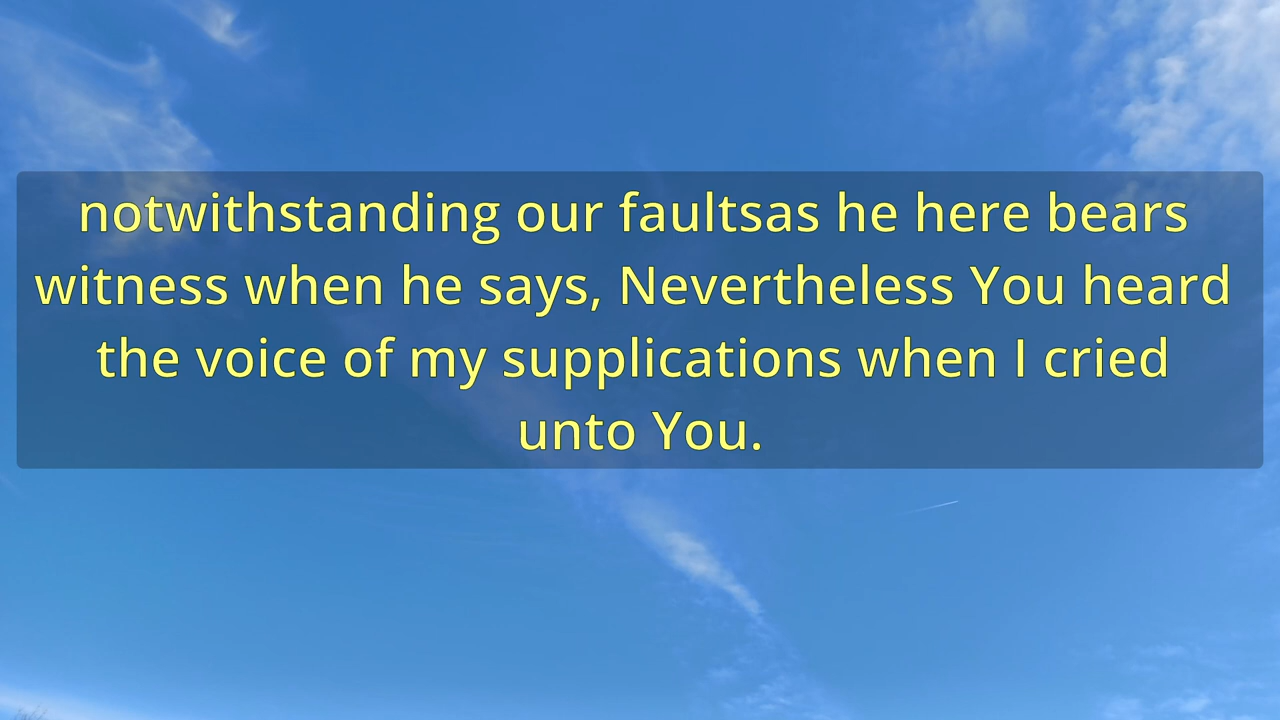 notwithstanding our faultsas he here bears
witness when he says, Nevertheless You heard
the voice of my supplications when I cried
unto You.